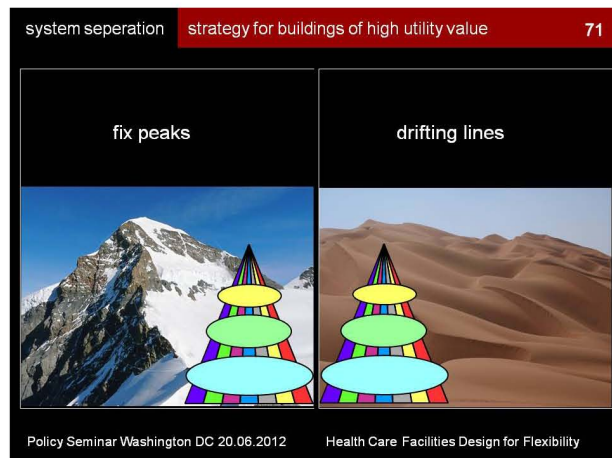 system seperation strategy for buildings of high utility value 71
fix peaks
drifting lines
Policy Seminar Washington DC 20.06.2012 Health Care Facilities Design for Flexibility